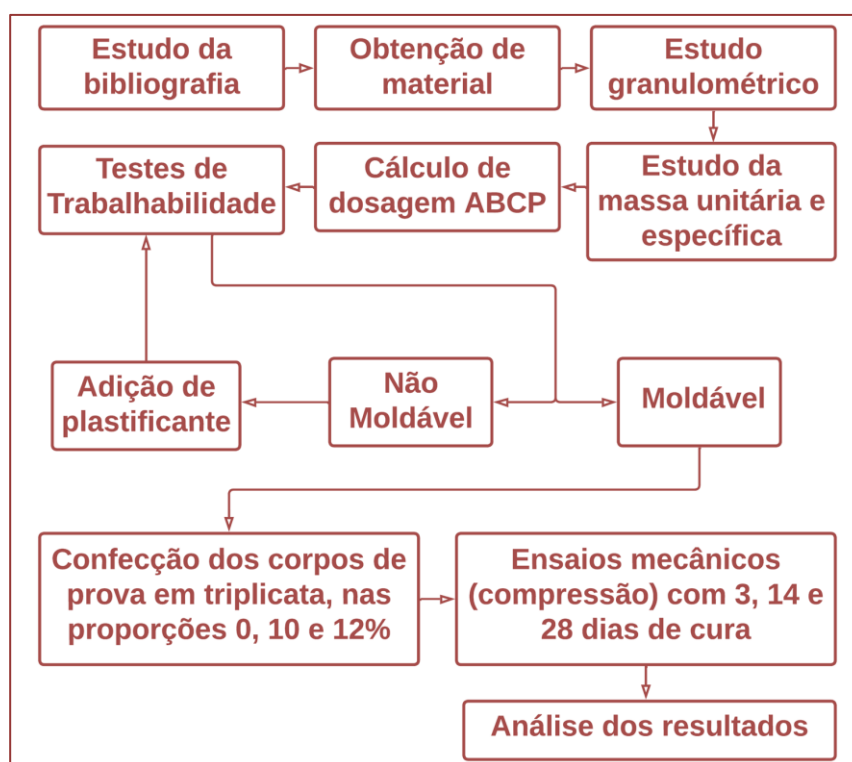 Estudo da
bibliografia
Obtenção de
material
Estudo
granulométrico
Estudo da
massa unitária e
específica
Cálculo de
dosagem ABCP
Testes de
Trabalhabilidade
Adição de
plastificante
Não
Moldável
Moldável
Confecção dos corpos de
prova em triplicata, nas
proporções 0, 10 e 12%
Ensaios mecânicos
(compressão) com 3, 14 e
28 dias de cura
Análise dos resultados